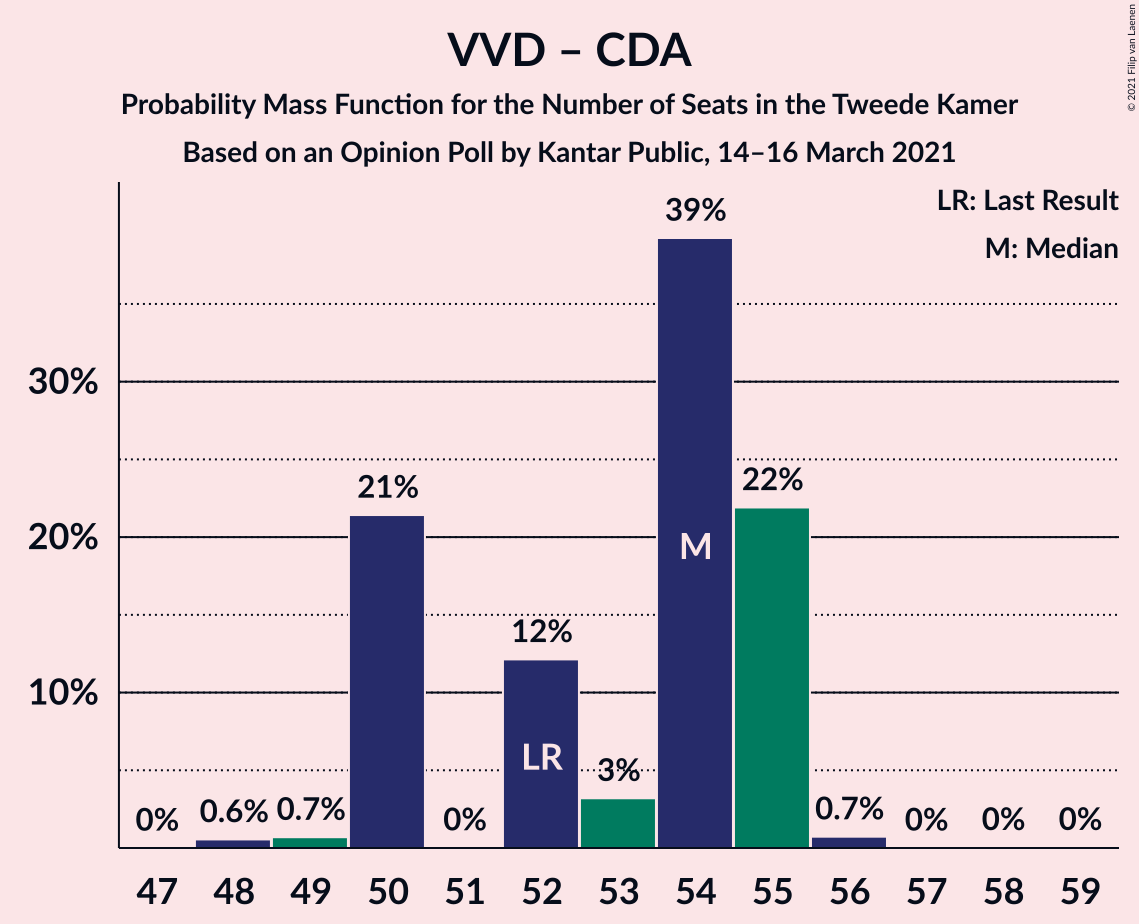 VVD – CDA
Probability Mass Function for the Number of Seats in the Tweede Kamer
Based on an Opinion Poll by Kantar Public, 14–16 March 2021
© 2021 Filip van Laenen
LR: Last Result
M: Median
39%
30%
22%
21%
20%
M
12%
10%
LR
3%
0% 0.6% 0.7% 0% 0.7% 0% 0% 0%
47 48 49 50 51 52 53 54 55 56 57 58 59